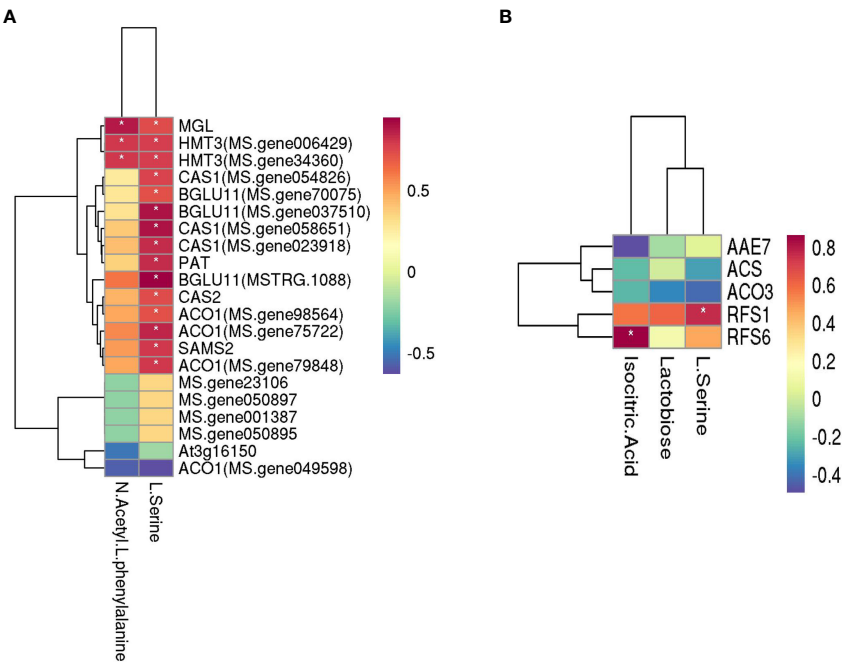 A
MGL
HMT3(MS.gene006429)
HMT3(MS.gene34360)
CAS1(MS.gene054826)
BGLU11(MS.gene70075)
BGLU11(MS.gene037510)
CAS1(MS.gene058651)
CAS1(MS.gene023918)
PAT
BGLU11(MSTRG.1088)
CAS2
ACO1(MS.gene98564)
ACO1(MS.gene75722)
SAMS2
ACO1(MS.gene79848)
MS.gene23106
MS.gene050897
MS.gene001387
MS.gene050895
At3g16150
ACO1(MS.gene049598)
N.Acetyl.L.phenylalanine
L.Serine
0.5
0
-0.5
B
AAE7
ACS
ACO3
RFS1
RFS6
Isocitric.Acid
Lactobiose
L.Serine
0.8
0.6
0.4
0.2
0
-0.2
-0.4